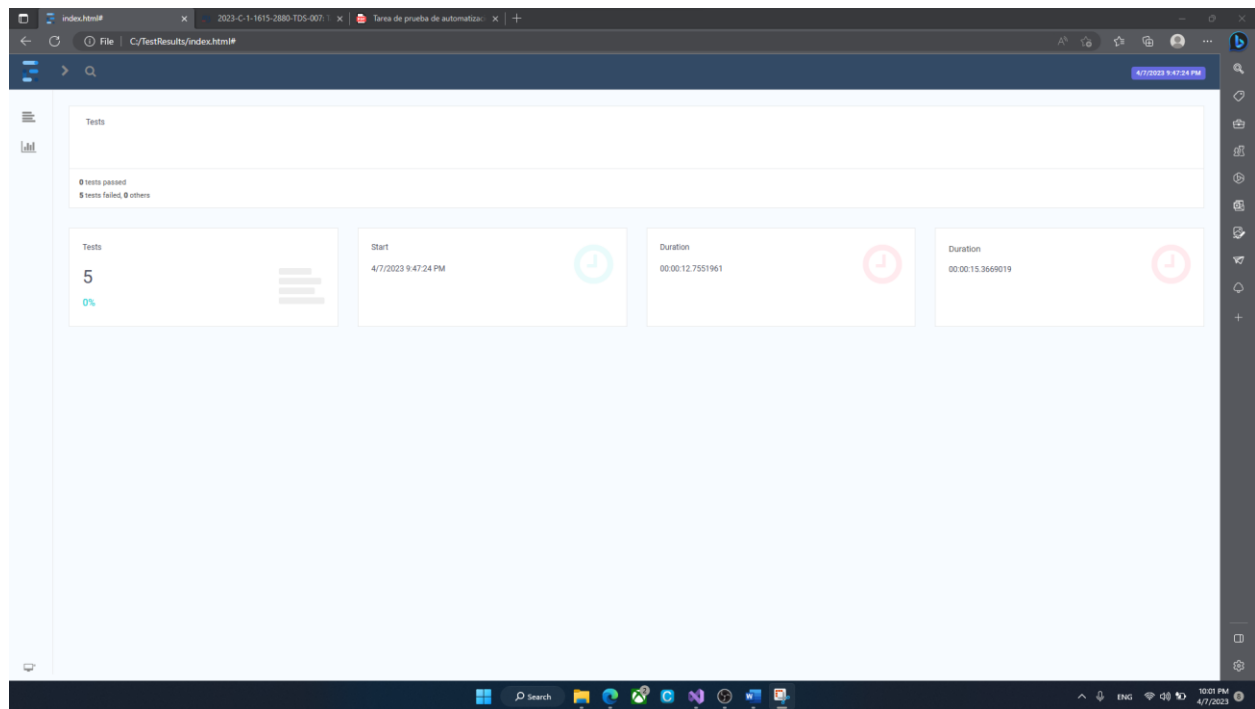 index.html#
2023-C-1-1615-2880-TDS-007: T
Tarea de prueba de automatizac
File
C:/TestResults/index.html#
4/7/2023 9:47:24 PM
Tests
0 tests passed
5 tests failed, 0 others
Tests
5
0%
Start
4/7/2023 9:47:24 PM
Duration
00:00:12.7551961
Duration
00:00:15.3669019
Search
ENG
10:01 PM
4/7/2023